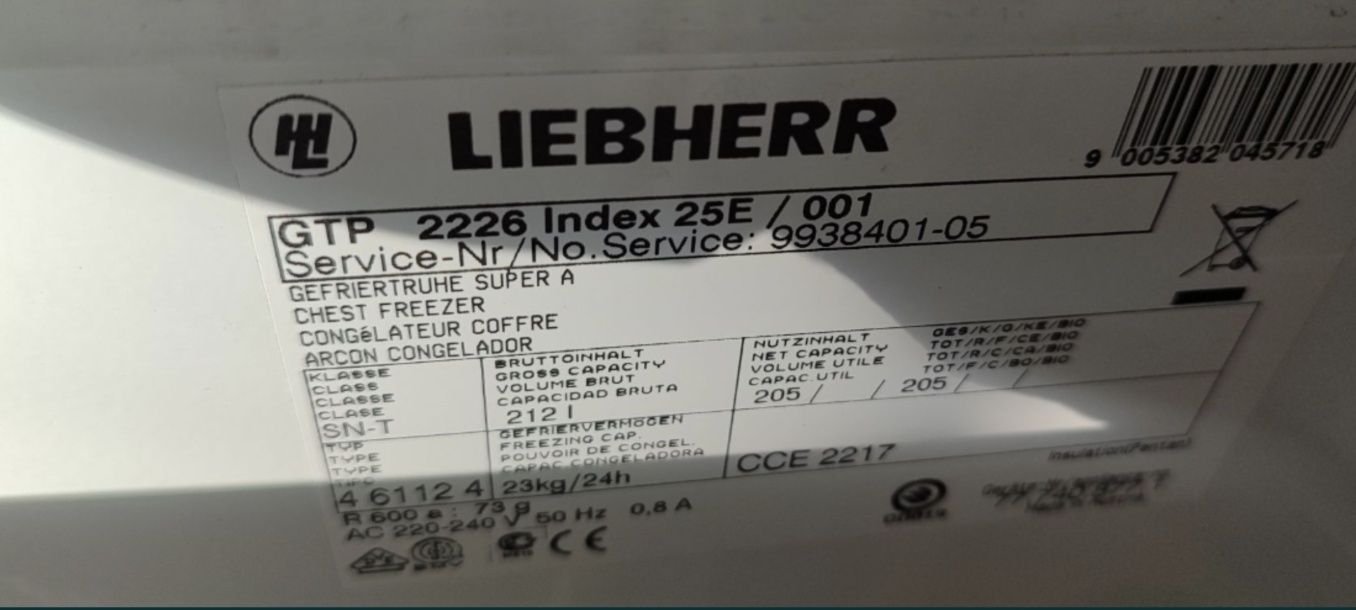 LIEBHERR
9 005382 045718
GTP 2226 Index 25E / 001
Service-Nr/No.Service: 9938401-05
GEFRIERTRUHE SUPER A
CHEST FREEZER
CONGéLATEUR COFFRE
ARCON CONGELADOR
KLASSE
CLASS
CLASSE
CLASE
SN-T
BRUTTOINHALT
GROSS CAPACITY
VOLUME BRUT
CAPACIDAD BRUTA
212 l
NUTZINHALT GES/K/G/KE/BIO
NET CAPACITY TOT/R/F/CE/BIO
VOLUME UTILE TOT/R/C/CA/BIO
CAPAC.UTIL TOT/F/C/BO/BIO
205 / / 205 / /
TYP
TYPE
TYPE
TIPO
4 61124
GEFRIERVERMöGEN
FREEZING CAP.
POUVOIR DE CONGEL.
CAPAC.CONGELADORA
23kg/24h
CCE 2217
Insulation(Pentan)
R 600 a : 73 g
AC 220-240 V 50 Hz 0,8 A
CE